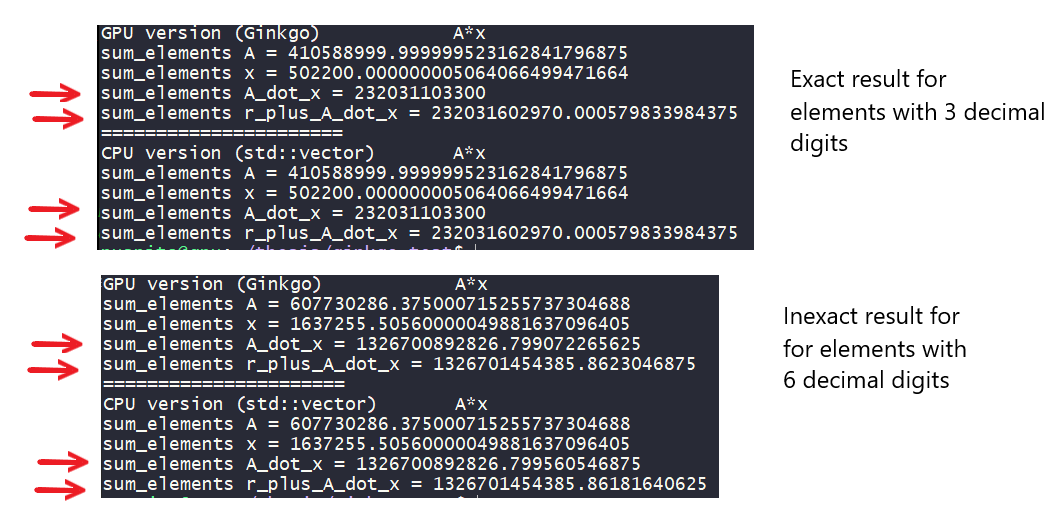 GPU version (Ginkgo) A*x
sum_elements A = 410588999.999999523162841796875
sum_elements x = 502200.000000005064066499471664
sum_elements A_dot_x = 232031103300
sum_elements r_plus_A_dot_x = 232031602970.000579833984375
======================
CPU version (std::vector) A*x
sum_elements A = 410588999.999999523162841796875
sum_elements x = 502200.000000005064066499471664
sum_elements A_dot_x = 232031103300
sum_elements r_plus_A_dot_x = 232031602970.000579833984375
Exact result for
elements with 3 decimal
digits
GPU version (Ginkgo) A*x
sum_elements A = 607730286.375000715255737304688
sum_elements x = 1637255.50560000049881637096405
sum_elements A_dot_x = 1326700892826.799072265625
sum_elements r_plus_A_dot_x = 1326701454385.8623046875
======================
CPU version (std::vector) A*x
sum_elements A = 607730286.375000715255737304688
sum_elements x = 1637255.50560000049881637096405
sum_elements A_dot_x = 1326700892826.799560546875
sum_elements r_plus_A_dot_x = 1326701454385.86181640625
Inexact result for
for elements with
6 decimal digits